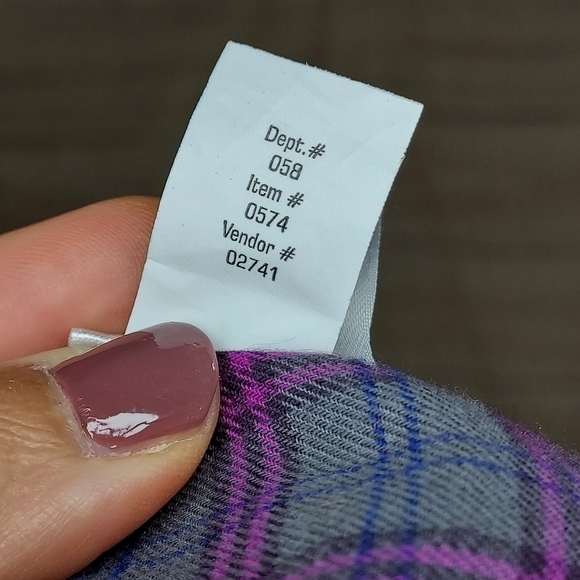 Dept.#
058
Item #
0574
Vendor #
02741